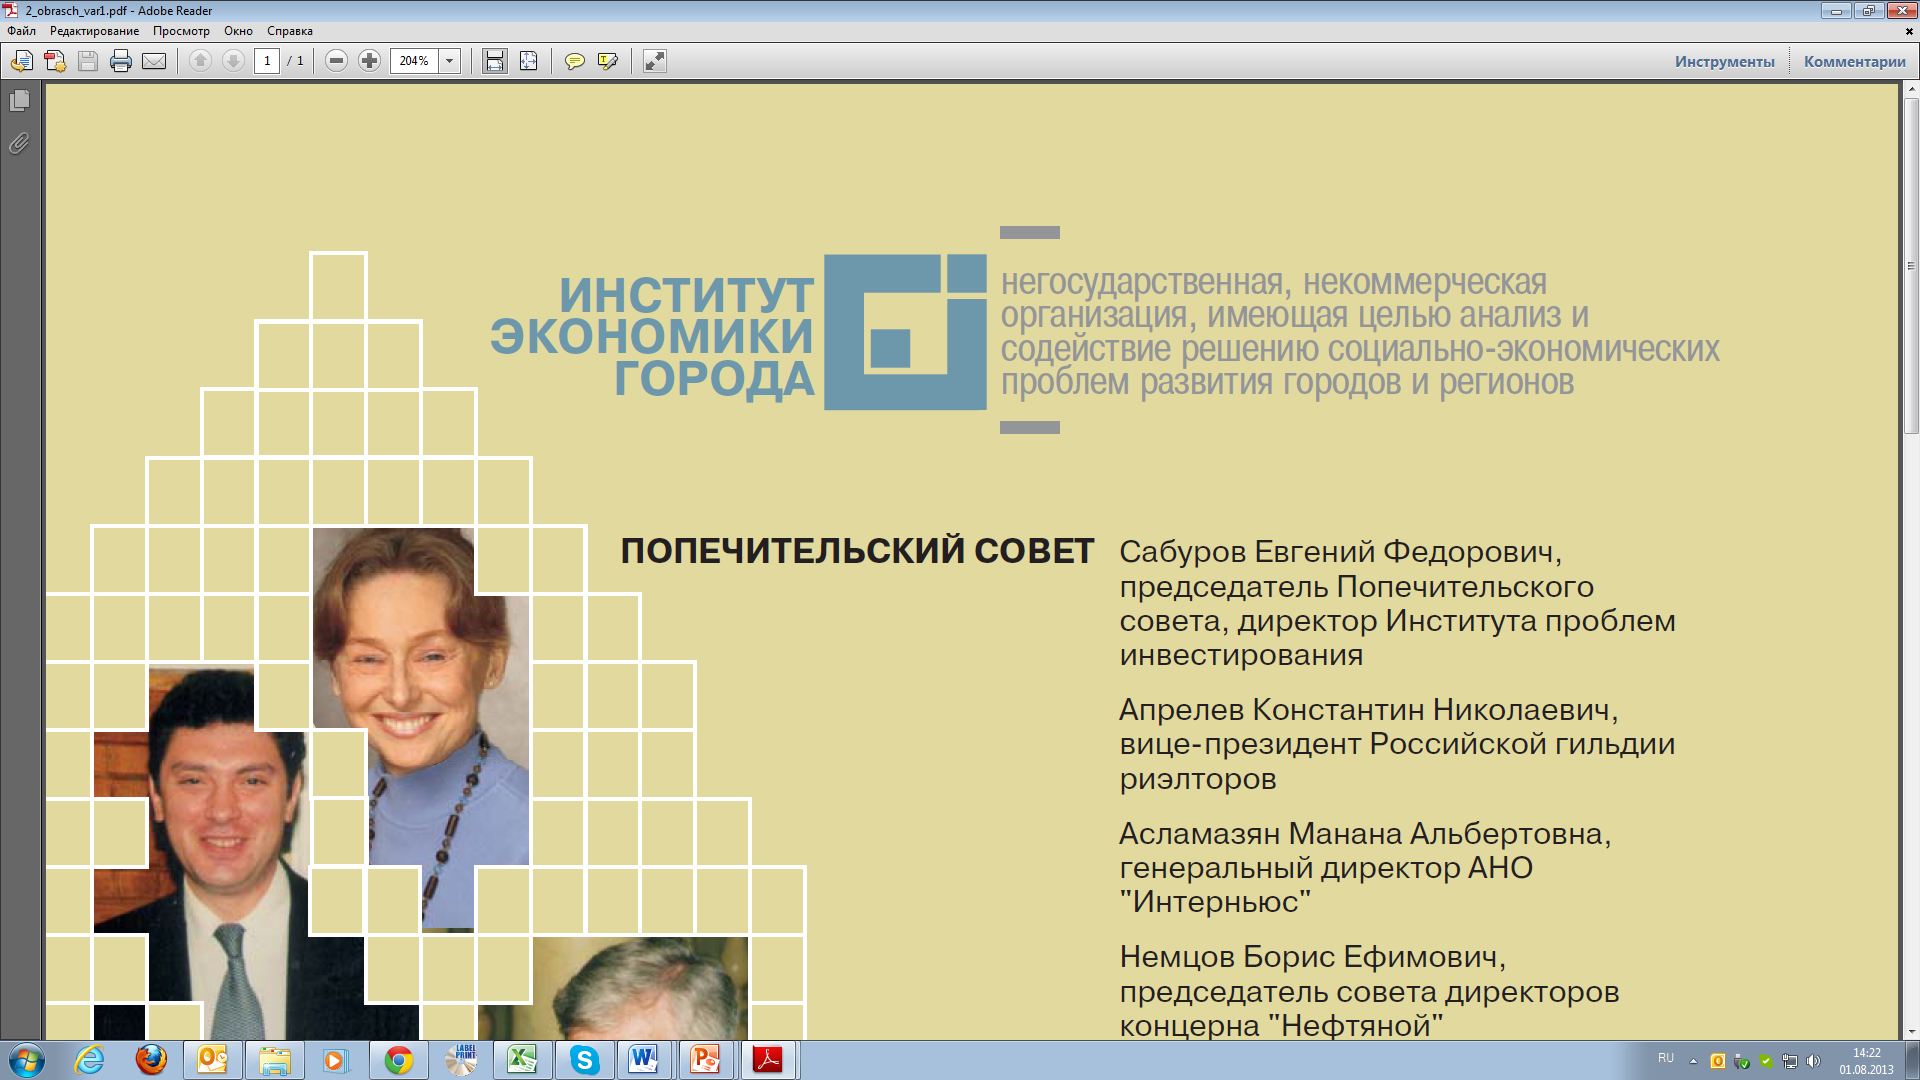 2_obrasch_var1.pdf - Adobe Reader
Файл Редактирование Просмотр Окно Справка
1 / 1 204% Инструменты Комментарии
ИНСТИТУТ
ЭКОНОМИКИ
ГОРОДА
негосударственная, некоммерческая
организация, имеющая целью анализ и
содействие решению социально-экономических
проблем развития городов и регионов
ПОПЕЧИТЕЛЬСКИЙ СОВЕТ
Сабуров Евгений Федорович,
председатель Попечительского
совета, директор Института проблем
инвестирования
Апрелев Константин Николаевич,
вице-президент Российской гильдии
риэлторов
Асламазян Манана Альбертовна,
генеральный директор АНО
"Интерньюс"
Немцов Борис Ефимович,
председатель совета директоров
концерна "Нефтяной"
LABEL
PRINT
RU
14:22
01.08.2013